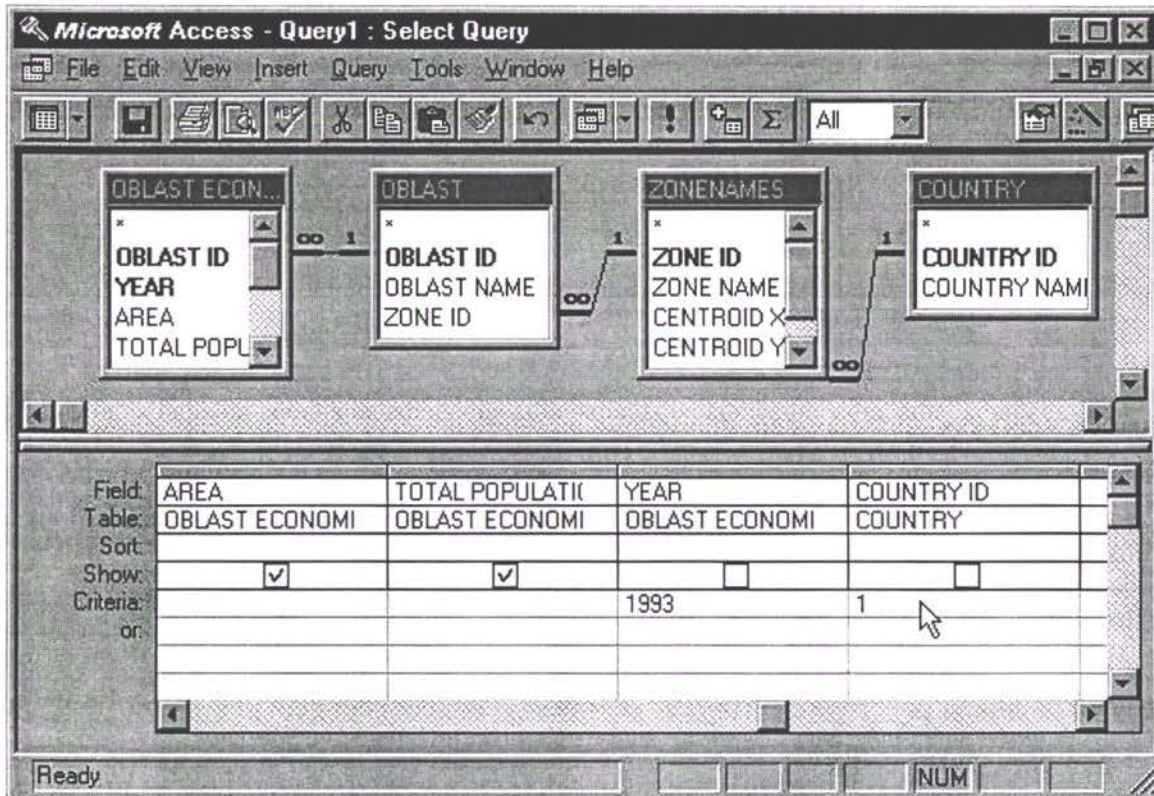 Microsoft Access - Query1 : Select Query
File Edit View Insert Query Tools Window Help
All
OBLAST ECON... OBLAST ZONENAMES COUNTRY
* * * *
OBLAST ID ∞ 1 OBLAST ID 1 ZONE ID 1 COUNTRY ID
YEAR OBLAST NAME ZONE NAME COUNTRY NAMI
AREA ∞ ZONE ID CENTROID X
TOTAL POPU CENTROID Y ∞
Field: AREA TOTAL POPULATI( YEAR COUNTRY ID
Table: OBLAST ECONOMI OBLAST ECONOMI OBLAST ECONOMI COUNTRY
Sort:
Show:
Criteria: 1993 1
or:
Ready NUM